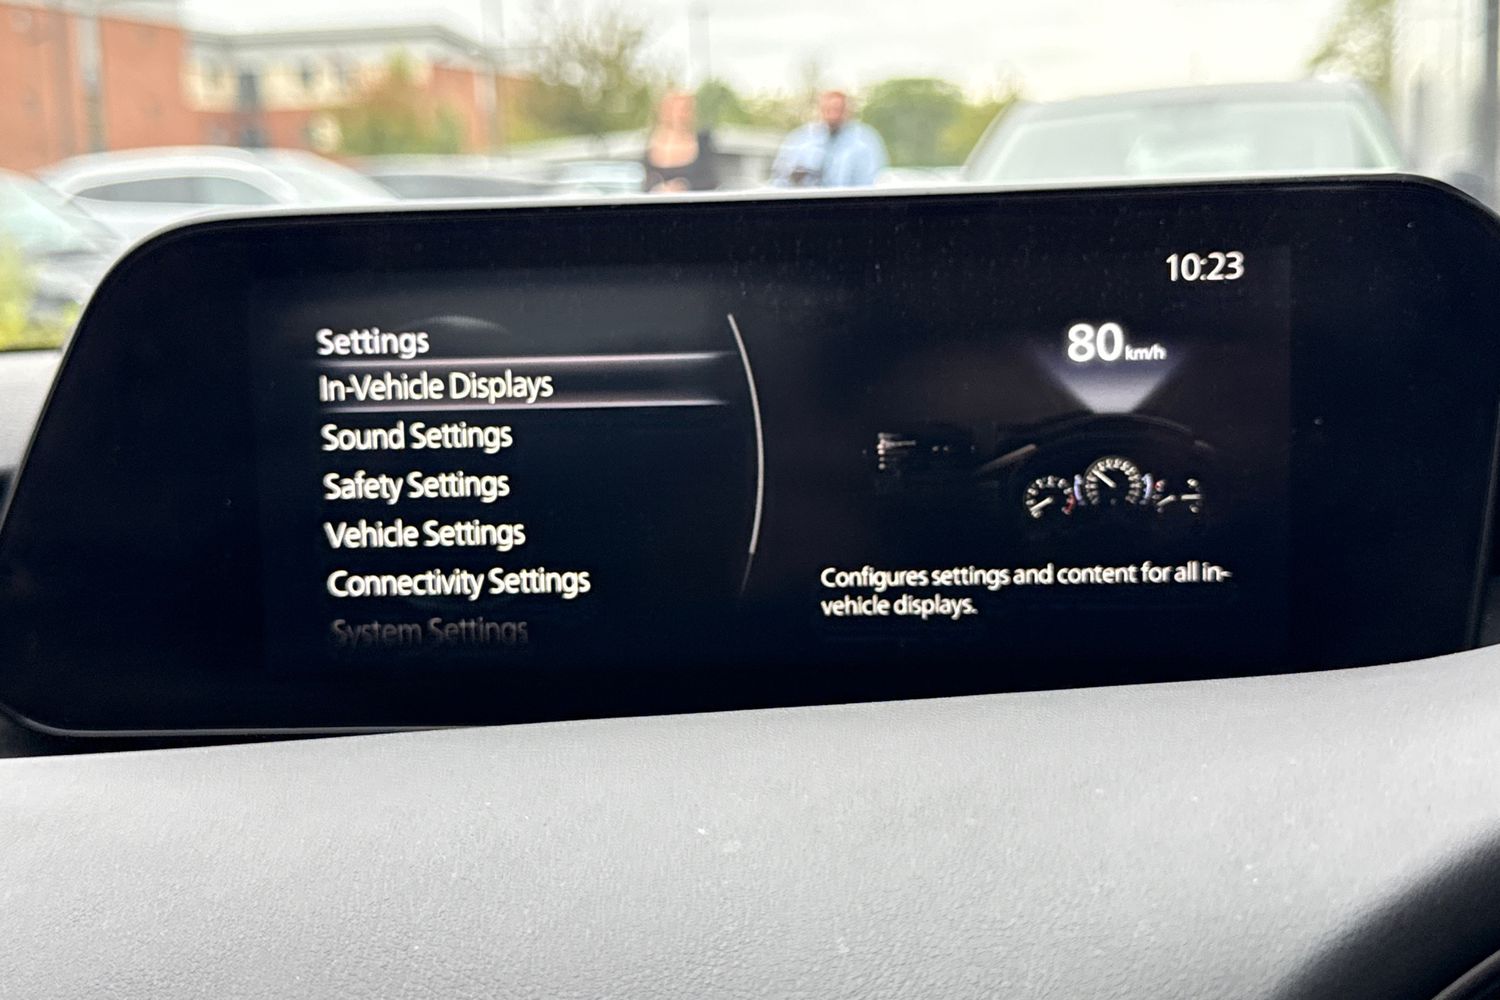 10:23
Settings
In-Vehicle Displays
Sound Settings
Safety Settings
Vehicle Settings
Connectivity Settings
System Settings
80 km/h
Configures settings and content for all in-
vehicle displays.